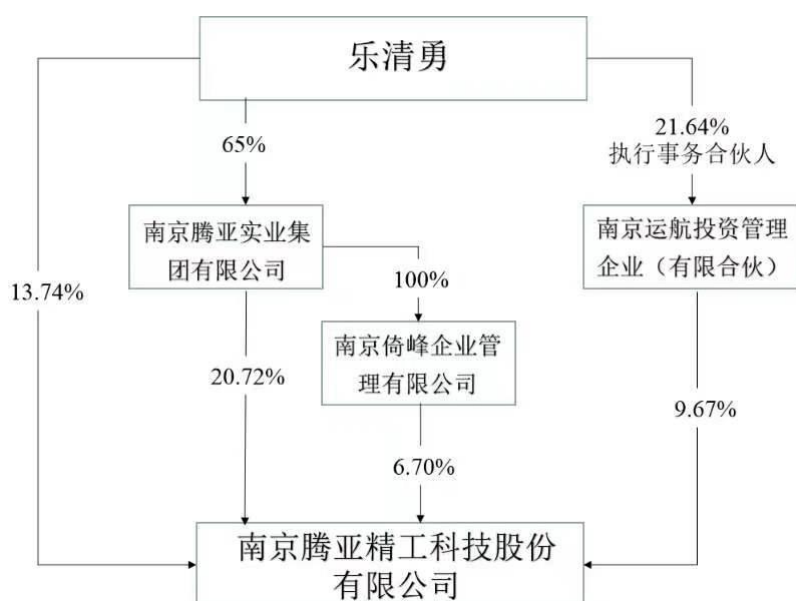 乐清勇
65%
21.64%
执行事务合伙人
南京腾亚实业集
团有限公司
南京运航投资管理
企业（有限合伙）
13.74%
100%
南京倚峰企业管
理有限公司
20.72%
9.67%
6.70%
南京腾亚精工科技股份
有限公司